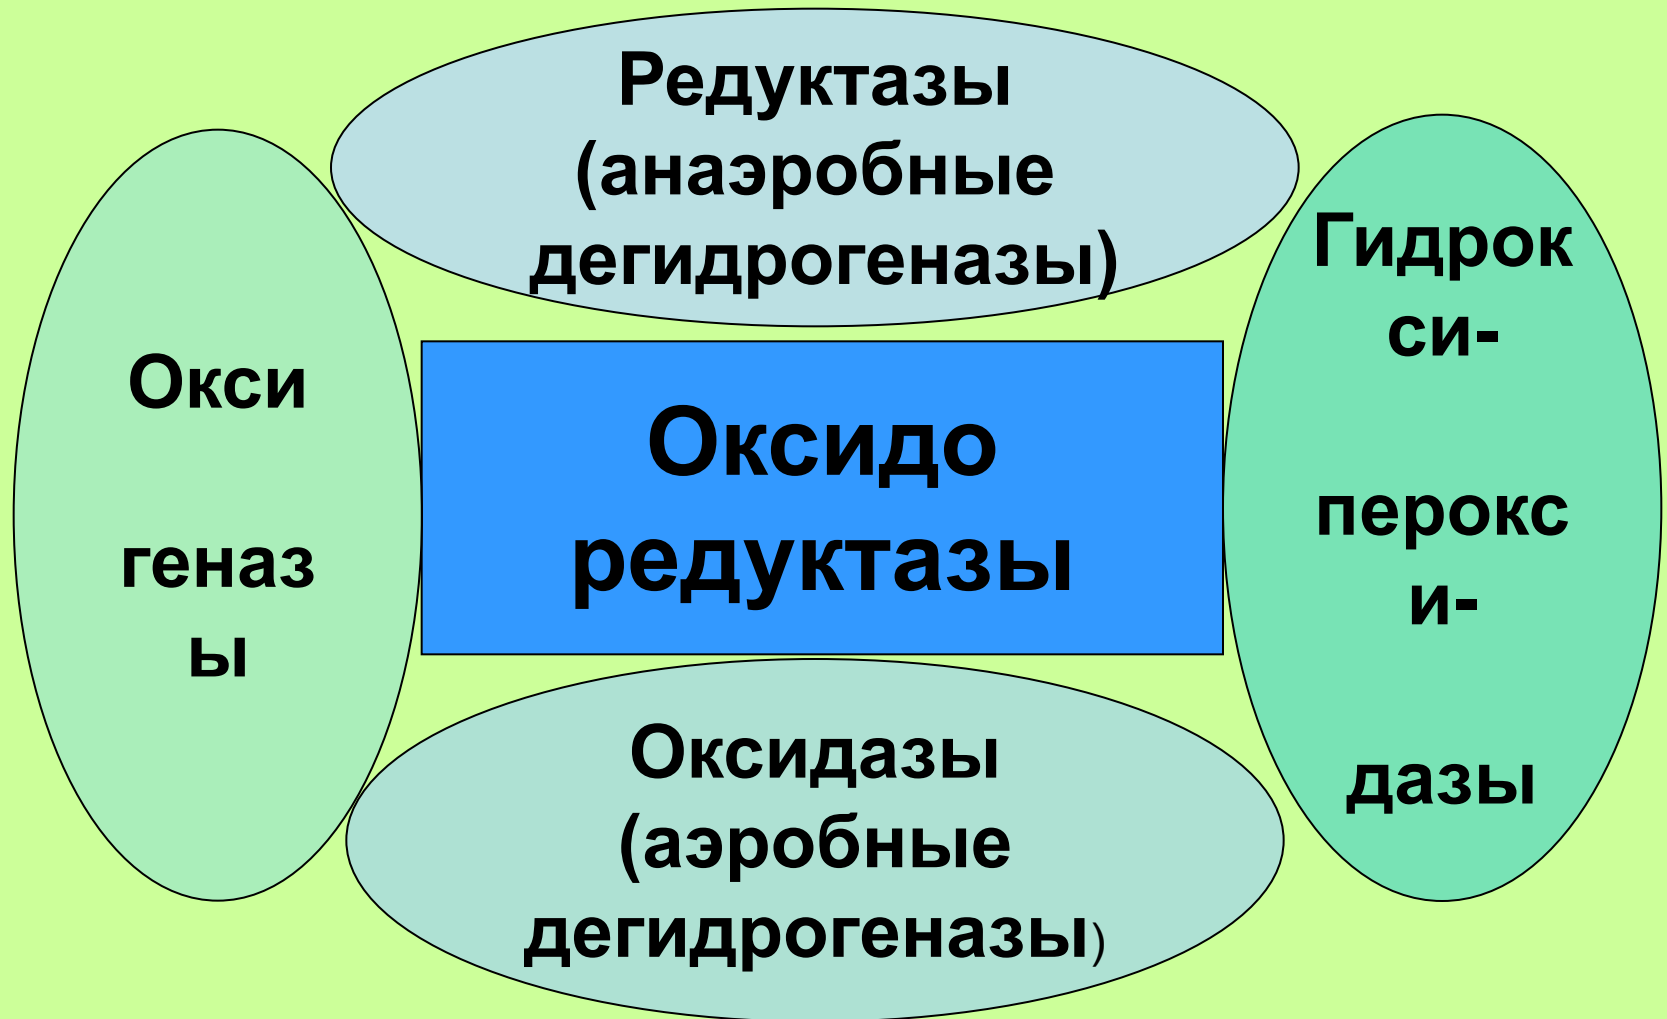 Редуктазы
(анаэробные
дегидрогеназы)
Окси
геназ
ы
Оксидо
редуктазы
Гидрок
си-
перокс
и-
дазы
Оксидазы
(аэробные
дегидрогеназы)